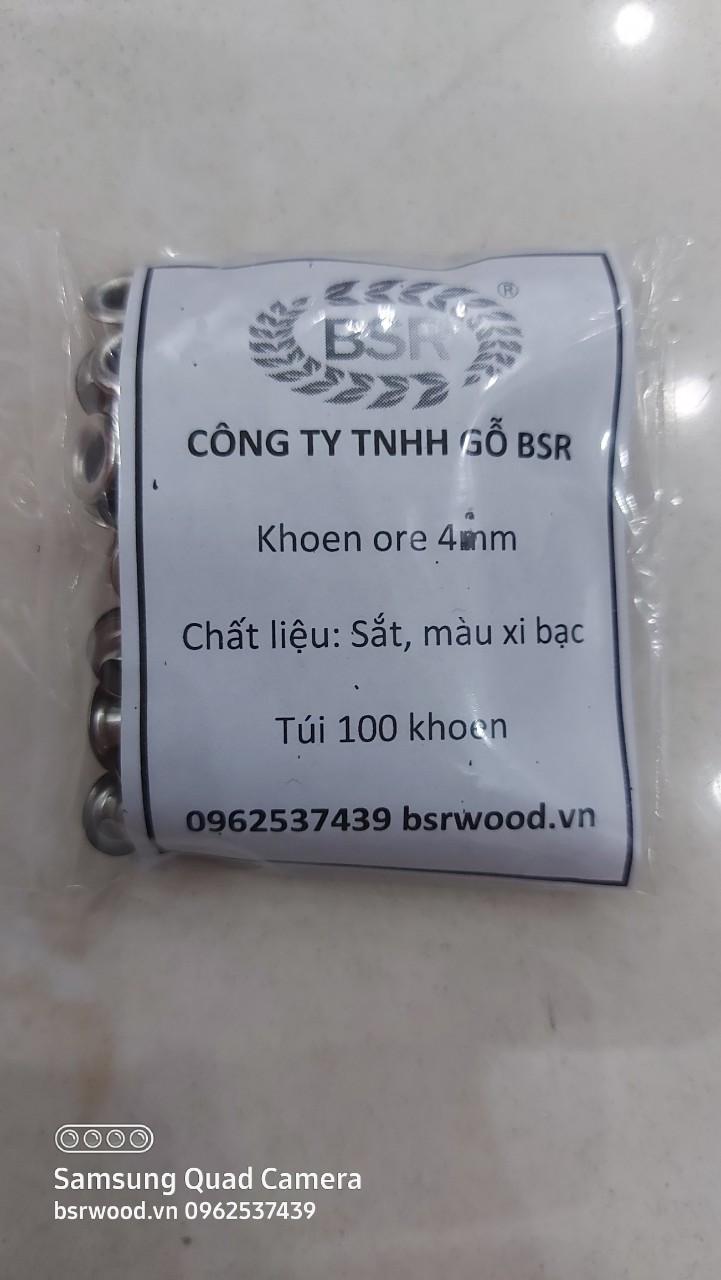 ®
BSR
CÔNG TY TNHH GỖ BSR
Khoen ore 4mm
Chất liệu: Sắt, màu xi bạc
Túi 100 khoen
0962537439 bsrwood.vn
Samsung Quad Camera
bsrwood.vn 0962537439